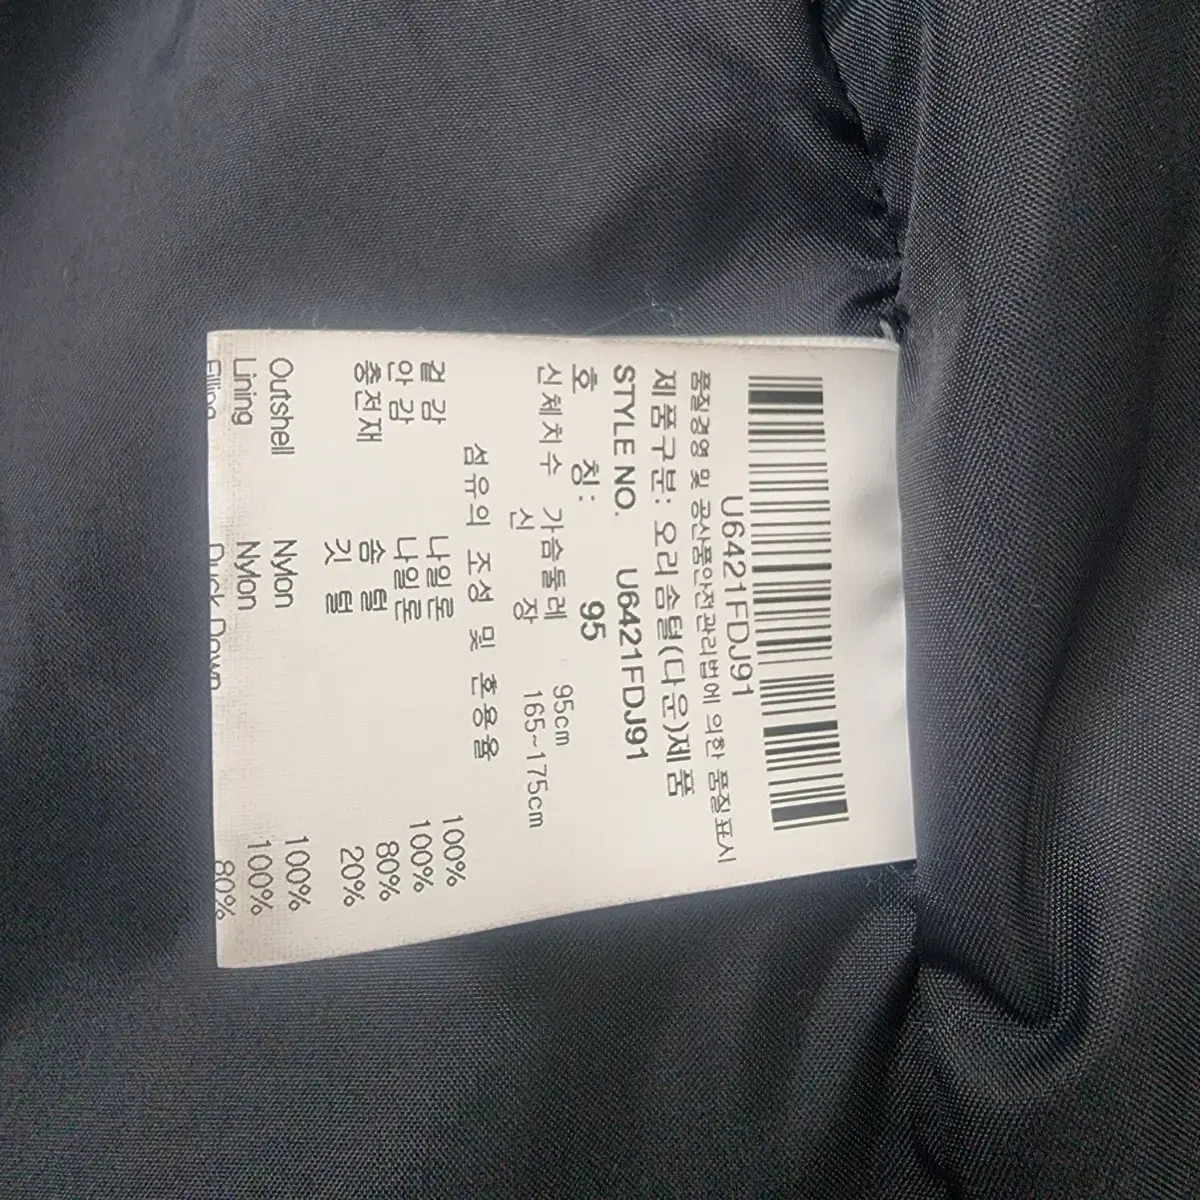 U6421FDJ91
품질경영 및 공산품안전관리법에 의한 품질표시
제품구분: 오리솜털(다운)제품
STYLE NO. U6421FDJ91
호 칭: 95
신체치수 가슴둘레 95cm
신 장 165~175cm
섬유의 조성 및 혼용율
겉감 나일론 100%
안감 나일론 100%
충전재 솜털 80%
깃털 20%
Outshell Nylon 100%
Lining Nylon 100%
Filling Duck Down 80%